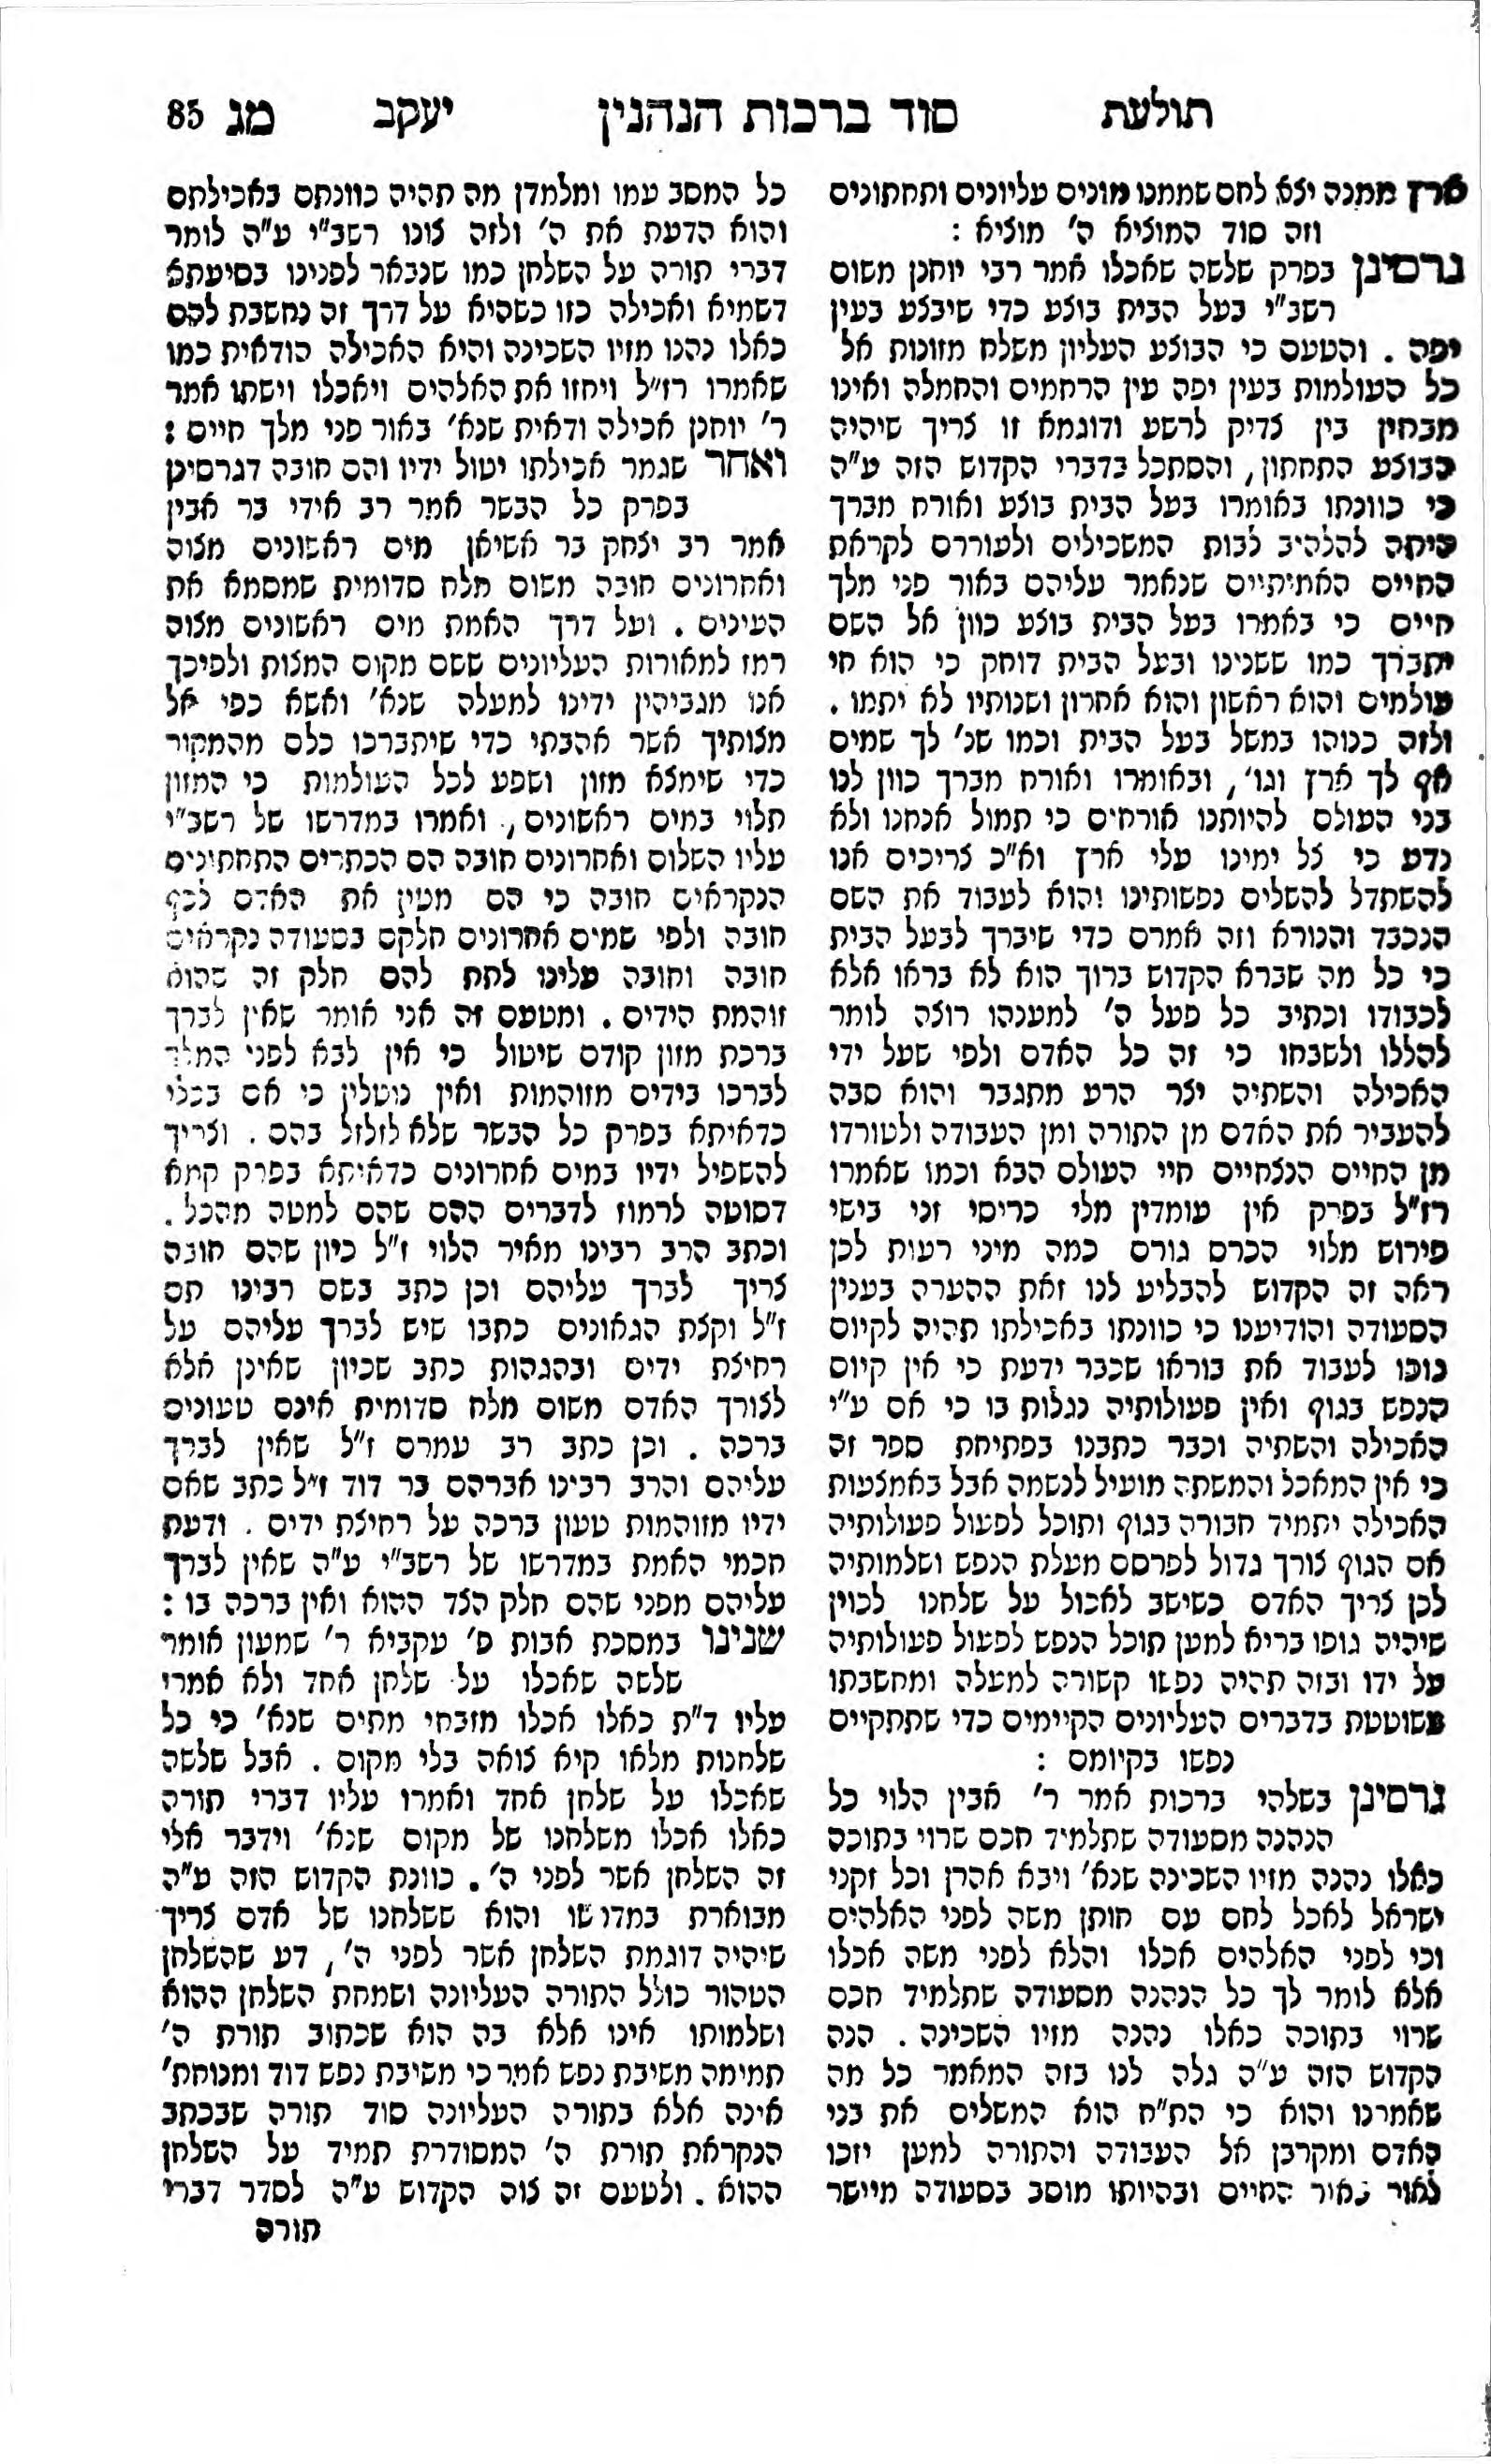 תולעת סוד ברכות הנהנין יעקב מג 85
ארץ ממנה יצא לחם שממנו מזונים עליונים ותחתונים
וזה סוד המוציא ה' מוציא :
גרסינן בפרק שלשה שאכלו אמר רבי יוחנן משום
רשב"י בעל הבית בוצע כדי שיבצע בעין
יפה . והטעם כי הבוצע העליון משלח מזונות אל
כל העולמות בעין יפה עין הרחמים והחמלה ואינו
מבחין בין צדיק לרשע ודוגמא זו צריך שיהיה
כבוצע התחתון, והסתכל בדברי הקדוש הזה ע"ה
כי כוונתו באומרו בעל הבית בוצע ואורח מברך
היתה להלהיב לבות המשכילים ולעוררם לקראת
החיים האמיתיים שנאמר עליהם באור פני מלך
חיים כי באמרו בעל הבית בוצע כוון אל השם
יתברך כמו ששנינו ובעל הבית דוחק כי הוא חי
עולמים והוא ראשון והוא אחרון ושנותיו לא יתמו .
ולזה כנוהו במשל בעל הבית וכמו שנ' לך שמים
אף לך ארץ וגו', ובאומרו ואורח מברך כוון לנו
בני העולם להיותנו אורחים כי תמול אנחנו ולא
נדע כי צל ימינו עלי ארץ וא"כ צריכים אנו
להשתדל להשלים נפשותינו והוא לעבוד את השם
הנכבד והנורא וזה אמרם כדי שיברך לבעל הבית
כי כל מה שברא הקדוש ברוך הוא לא בראו אלא
לכבודו וכתיב כל פעל ה' למענהו רוצה לומר
להללו ולשבחו כי זה כל האדם ולפי שעל ידי
האכילה והשתיה יצר הרע מתגבר והוא סבה
להעביר את האדם מן התורה ומן העבודה ולטורדו
מן החיים הנצחיים חיי העולם הבא וכמו שאמרו
רז"ל בפרק אין עומדין מלי כריסי זני בישי
פירוש מלוי הכרס גורם כמה מיני רעות לכן
ראה זה הקדוש להבליע לנו זאת ההערה בענין
הסעודה והודיענו כי כוונתו באכילתו תהיה לקיום
גופו לעבוד את בוראו שכבר ידעת כי אין קיום
הנפש בגוף ואין פעולותיה נגלות בו כי אם ע"י
האכילה והשתיה וכבר כתבנו בפתיחת ספר זה
כי אין המאכל והמשתה מועיל לנשמה אבל באמצעות
האכילה יתמיד חבורה בגוף ותוכל לפעול פעולותיה
אם הגוף צורך גדול לפרסם מעלת הנפש ושלמותיה
לכן צריך האדם כשישב לאכול על שלחנו לכוין
שיהיה גופו בריא למען תוכל הנפש לפעול פעולותיה
על ידו ובזה תהיה נפשו קשורה למעלה ומחשבתו
משוטטת בדברים העליונים הקיימים כדי שתתקיים
נפשו בקיומם :
גרסינן בשלהי ברכות אמר ר' אבין הלוי כל
הנהנה מסעודה שתלמיד חכם שרוי בתוכה
כאלו נהנה מזיו השכינה שנא' ויבא אהרן וכל זקני
ישראל לאכל לחם עם חותן משה לפני האלהים
וכי לפני האלהים אכלו והלא לפני משה אכלו
אלא לומר לך כל הנהנה מסעודה שתלמיד חכם
שרוי בתוכה כאלו נהנה מזיו השכינה . הנה
הקדוש הזה ע"ה גלה לנו בזה המאמר כל מה
שאמרנו והוא כי הת"ח הוא המשלים את בני
האדם ומקרבן אל העבודה והתורה למען יזכו
לאור באור החיים ובהיותו מוסב בסעודה מיישר
כל המסב עמו ומלמדן מה תהיה כוונתם באכילתם
והוא הדעת את ה' ולזה צונו רשב"י ע"ה לומר
דברי תורה על השלחן כמו שנבאר לפנינו בסיעתא
דשמיא ואכילה כזו כשהיא על דרך זה נחשבת להם
כאלו נהנו מזיו השכינה והיא האכילה הודאית כמו
שאמרו רז"ל ויחזו את האלהים ויאכלו וישתו אמר
ר' יוחנן אכילה ודאית שנא' באור פני מלך חיים :
ואחר שגמר אכילתו יטול ידיו והם חובה דגרסינן
בפרק כל הבשר אמר רב אידי בר אבין
אמר רב יצחק בר אשיאן מים ראשונים מצוה
ואחרונים חובה משום מלח סדומית שמסמא את
העינים . ועל דרך האמת מים ראשונים מצוה
רמז למאורות העליונים ששם מקום המצות ולפיכך
אנו מגביהין ידינו למעלה שנא' ואשא כפי אל
מצותיך אשר אהבתי כדי שיתברכו כלם מהמקור
כדי שימצא מזון ושפע לכל העולמות כי המזון
תלוי במים ראשונים, ואמרו במדרשו של רשב"י
עליו השלום ואחרונים חובה הם הכתרים התחתונים
הנקראים חובה כי הם מטין את האדם לכף
חובה ולפי שמים אחרונים חלקם בסעודה נקראים
חובה וחובה עלינו לתת להם חלק זה שהוא
זוהמת הידים . ומטעם זה אני אומר שאין לברך
ברכת מזון קודם שיטול כי אין לבא לפני המלך
לברכו בידים מזוהמות ואין נוטלין כי אם בכלי
כדאיתא בפרק כל הבשר שלא לזלזל בהם . וצריך
להשפיל ידיו במים אחרונים כדאיתא בפרק קמא
דסוטה לרמוז לדברים ההם שהם למטה מהכל .
וכתב הרב רבינו מאיר הלוי ז"ל כיון שהם חובה
צריך לברך עליהם וכן כתב בשם רבינו תם
ז"ל וקצת הגאונים כתבו שיש לברך עליהם על
רחיצת ידים ובהגהות כתב שכיון שאינן אלא
לצורך האדם משום מלח סדומית אינם טעונים
ברכה . וכן כתב רב עמרם ז"ל שאין לברך
עליהם והרב רבינו אברהם בר דוד ז"ל כתב שאם
ידיו מזוהמות טעון ברכה על רחיצת ידים . ודעת
חכמי האמת במדרשו של רשב"י ע"ה שאין לברך
עליהם מפני שהם חלק הצד ההוא ואין ברכה בו :
שנינו במסכת אבות פ' עקביא ר' שמעון אומר
שלשה שאכלו על שלחן אחד ולא אמרו
עליו ד"ת כאלו אכלו מזבחי מתים שנא' כי כל
שלחנות מלאו קיא צואה בלי מקום . אבל שלשה
שאכלו על שלחן אחד ואמרו עליו דברי תורה
כאלו אכלו משלחנו של מקום שנא' וידבר אלי
זה השלחן אשר לפני ה'. כוונת הקדוש הזה ע"ה
מבוארת במדרשו והוא ששלחנו של אדם צריך
שיהיה דוגמת השלחן אשר לפני ה', דע שהשלחן
הטהור כולל התורה העליונה ושמחת השלחן ההוא
ושלמותו אינו אלא בה הוא שכתוב תורת ה'
תמימה משיבת נפש אמר כי משיבת נפש דוד ומנוחת'
אינה אלא בתורה העליונה סוד תורה שבכתב
הנקראת תורת ה' המסודרת תמיד על השלחן
ההוא . ולטעם זה צוה הקדוש ע"ה לסדר דברי
תורה